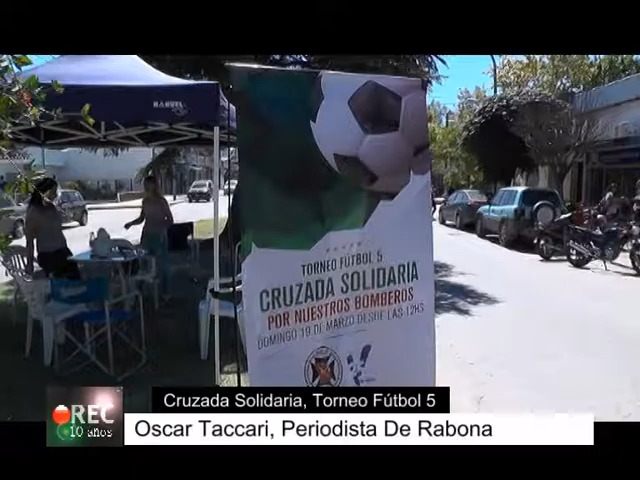 TORNEO FÚTBOL 5
CRUZADA SOLIDARIA
POR NUESTROS BOMBEROS
DOMINGO 19 DE MARZO DESDE LAS 12HS
REC
10 años
Cruzada Solidaria, Torneo Fútbol 5
Oscar Taccari, Periodista De Rabona